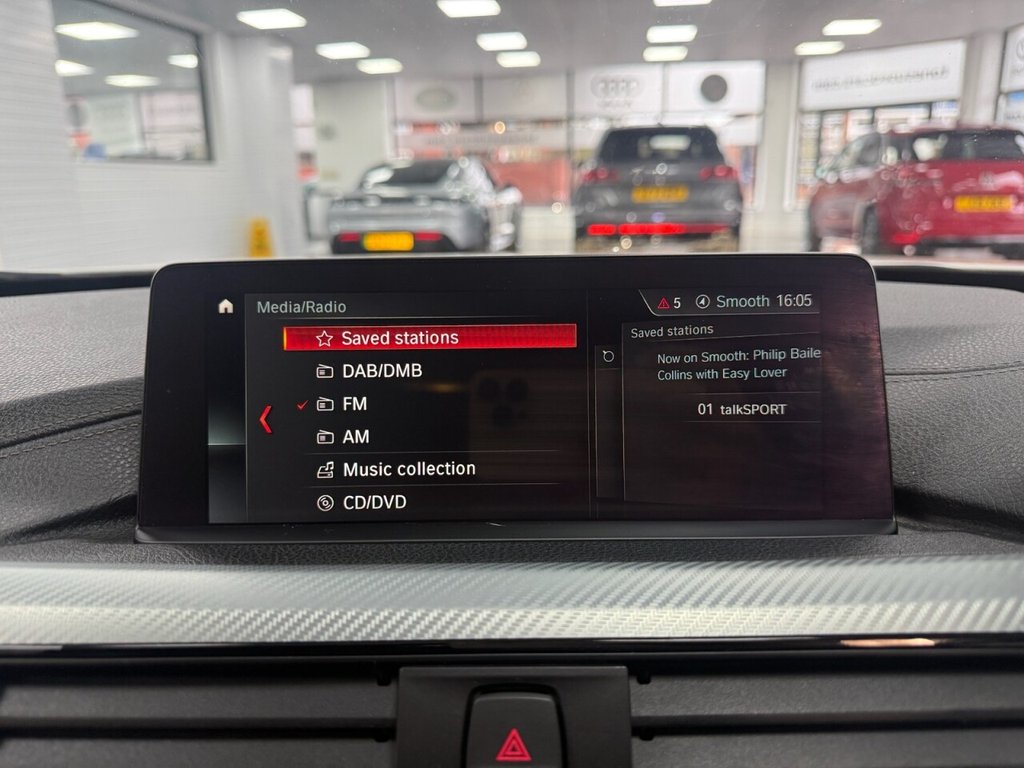 Media/Radio
5 Smooth 16:05
Saved stations
DAB/DMB
FM
AM
Music collection
CD/DVD
Saved stations
Now on Smooth: Philip Baile
Collins with Easy Lover
01 talkSPORT